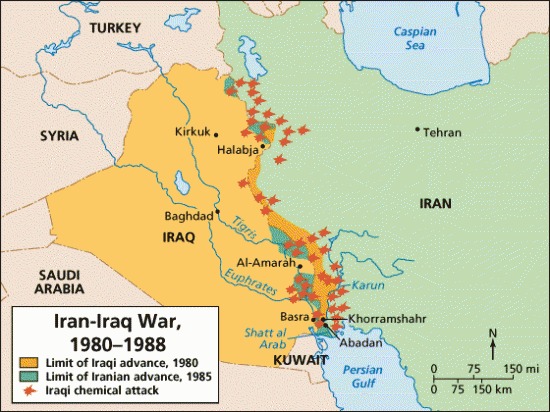 TURKEY
Caspian
Sea
SYRIA
Kirkuk
Halabja
Tehran
IRAN
Baghdad
Tigris
IRAQ
Al-Amarah
SAUDI
ARABIA
Euphrates
Karun
Basra
Khorramshahr
Shatt al
Arab
Abadan
KUWAIT
Persian
Gulf
N
0 75 150 mi
0 75 150 km
Iran-Iraq War,
1980–1988
Limit of Iraqi advance, 1980
Limit of Iranian advance, 1985
Iraqi chemical attack